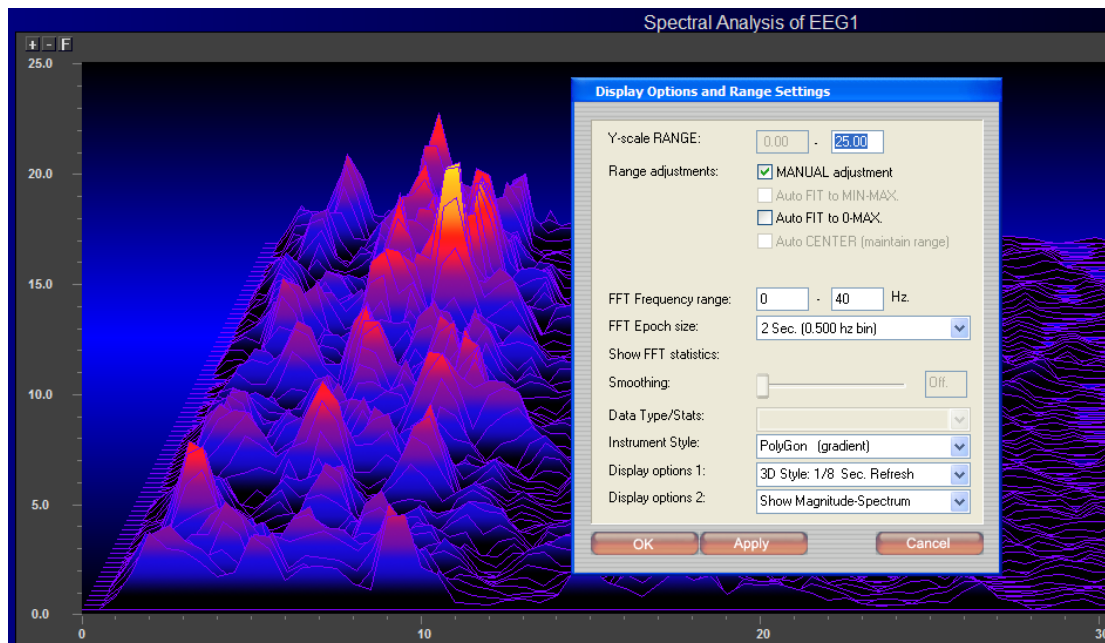 Spectral Analysis of EEG1
+ - F
25.0
20.0
15.0
10.0
5.0
0.0
0 10 20 30
Display Options and Range Settings
Y-scale RANGE: 0.00 - 25.00
Range adjustments: MANUAL adjustment
Auto FIT to MIN-MAX.
Auto FIT to 0-MAX.
Auto CENTER (maintain range)
FFT Frequency range: 0 - 40 Hz.
FFT Epoch size: 2 Sec. (0.500 hz bin)
Show FFT statistics:
Smoothing: Off.
Data Type/Stats:
Instrument Style: PolyGon (gradient)
Display options 1: 3D Style: 1/8 Sec. Refresh
Display options 2: Show Magnitude-Spectrum
OK Apply Cancel